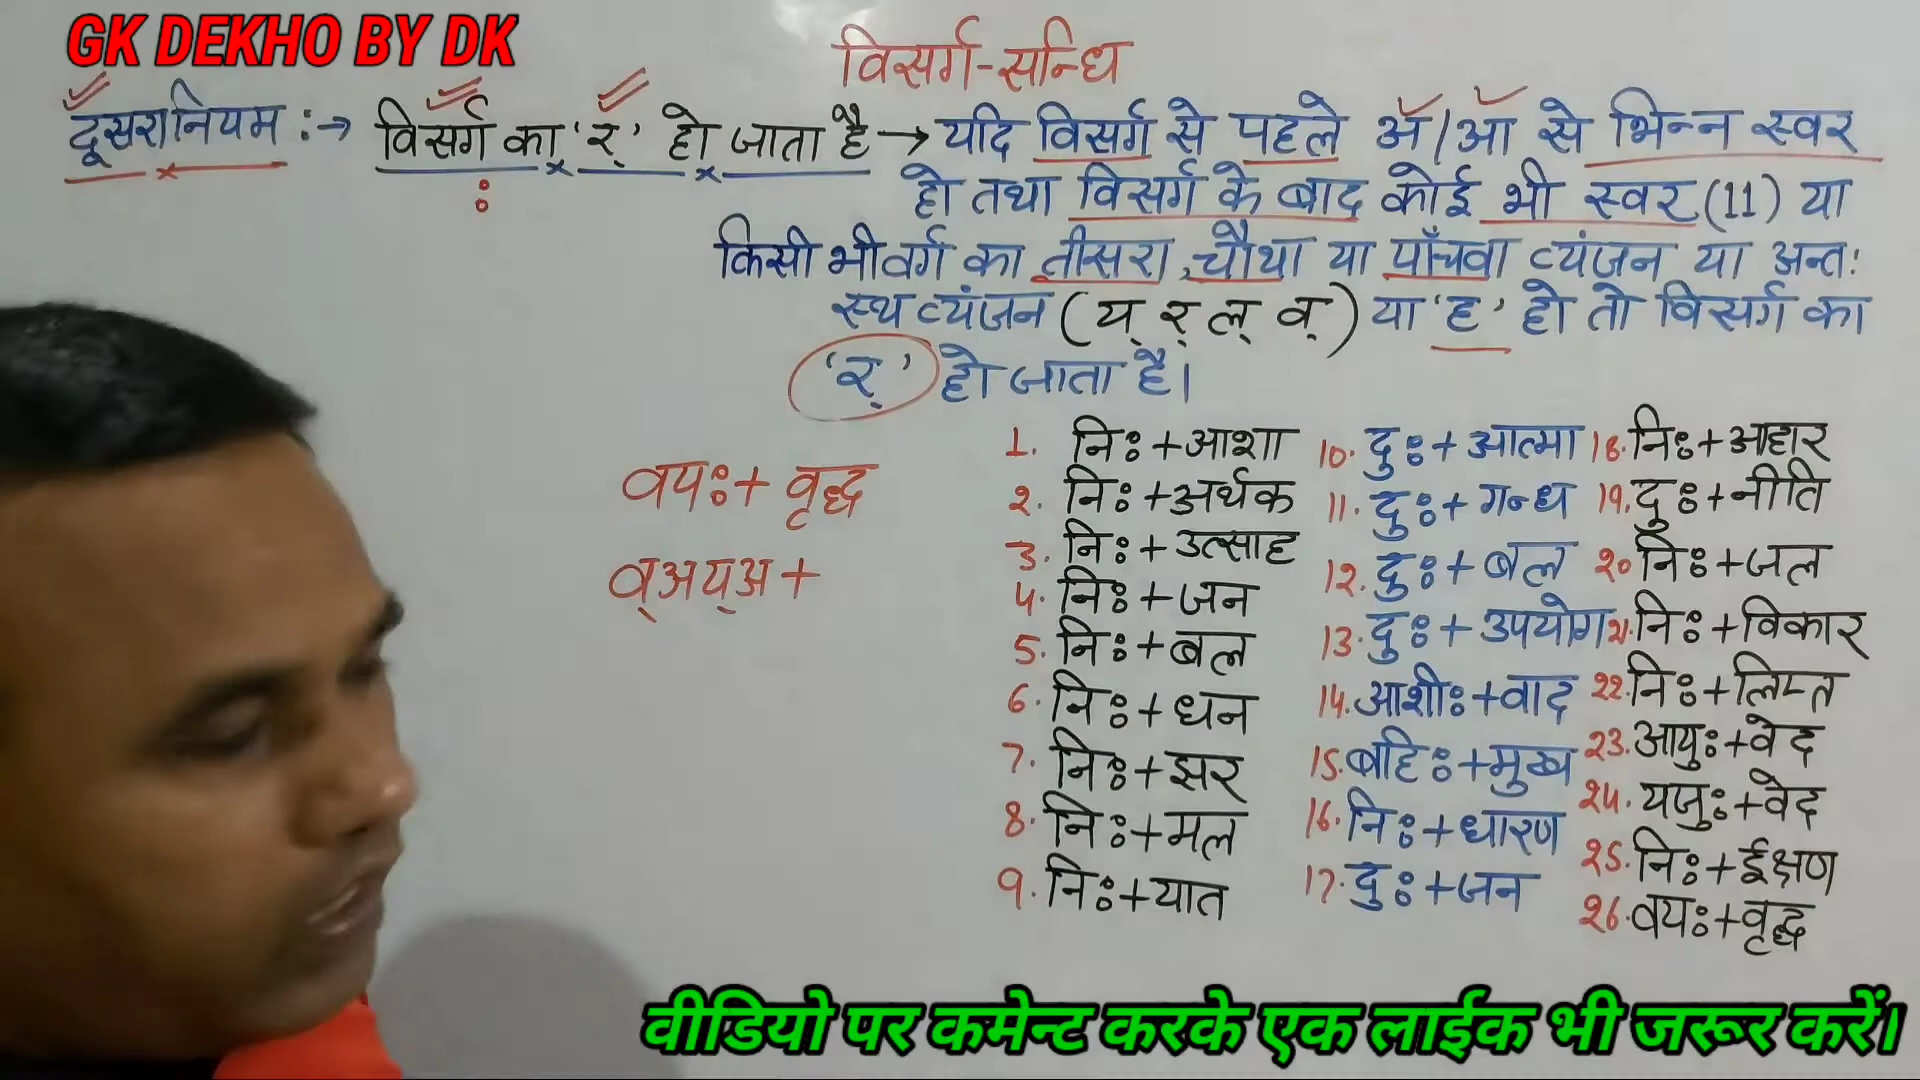 GK DEKHO BY DK
विसर्ग-सन्धि
दूसरा नियम :→ विसर्ग का 'र्' हो जाता है → यदि विसर्ग से पहले अ/आ से भिन्न स्वर
हो तथा विसर्ग के बाद कोई भी स्वर (11) या
किसी भी वर्ग का तीसरा, चौथा या पाँचवा व्यंजन या अन्तः
स्थ व्यंजन (य् र् ल् व्) या 'ह' हो तो विसर्ग का
'र्' हो जाता है।
वयः + वृद्ध
व्अय्अ +
1. निः + आशा
2. निः + अर्थक
3. निः + उत्साह
4. निः + जन
5. निः + बल
6. निः + धन
7. निः + झर
8. निः + मल
9. निः + यात
10. दुः + आत्मा
11. दुः + गन्ध
12. दुः + बल
13. दुः + उपयोग
14. आशीः + वाद
15. बहिः + मुख
16. निः + धारण
17. दुः + जन
18. निः + आहार
19. दुः + नीति
20 निः + जल
21. निः + विकार
22. निः + लिप्त
23. आयुः + वेद
24. यजुः + वेद
25. निः + ईक्षण
26. वयः + वृद्ध
वीडियो पर कमेन्ट करके एक लाईक भी जरूर करें।